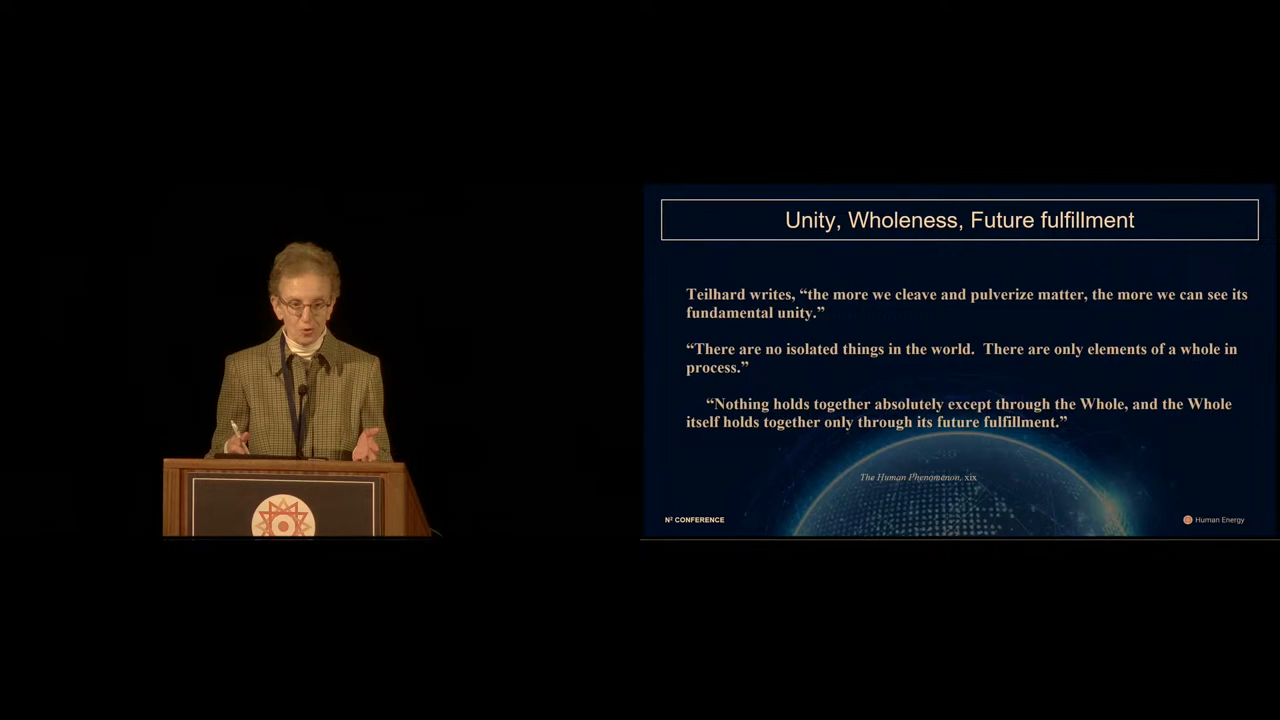 Unity, Wholeness, Future fulfillment
Teilhard writes, “the more we cleave and pulverize matter, the more we can see its
fundamental unity.”
“There are no isolated things in the world.  There are only elements of a whole in
process.”
“Nothing holds together absolutely except through the Whole, and the Whole
itself holds together only through its future fulfillment.”
The Human Phenomenon, xix
N² CONFERENCE
Human Energy